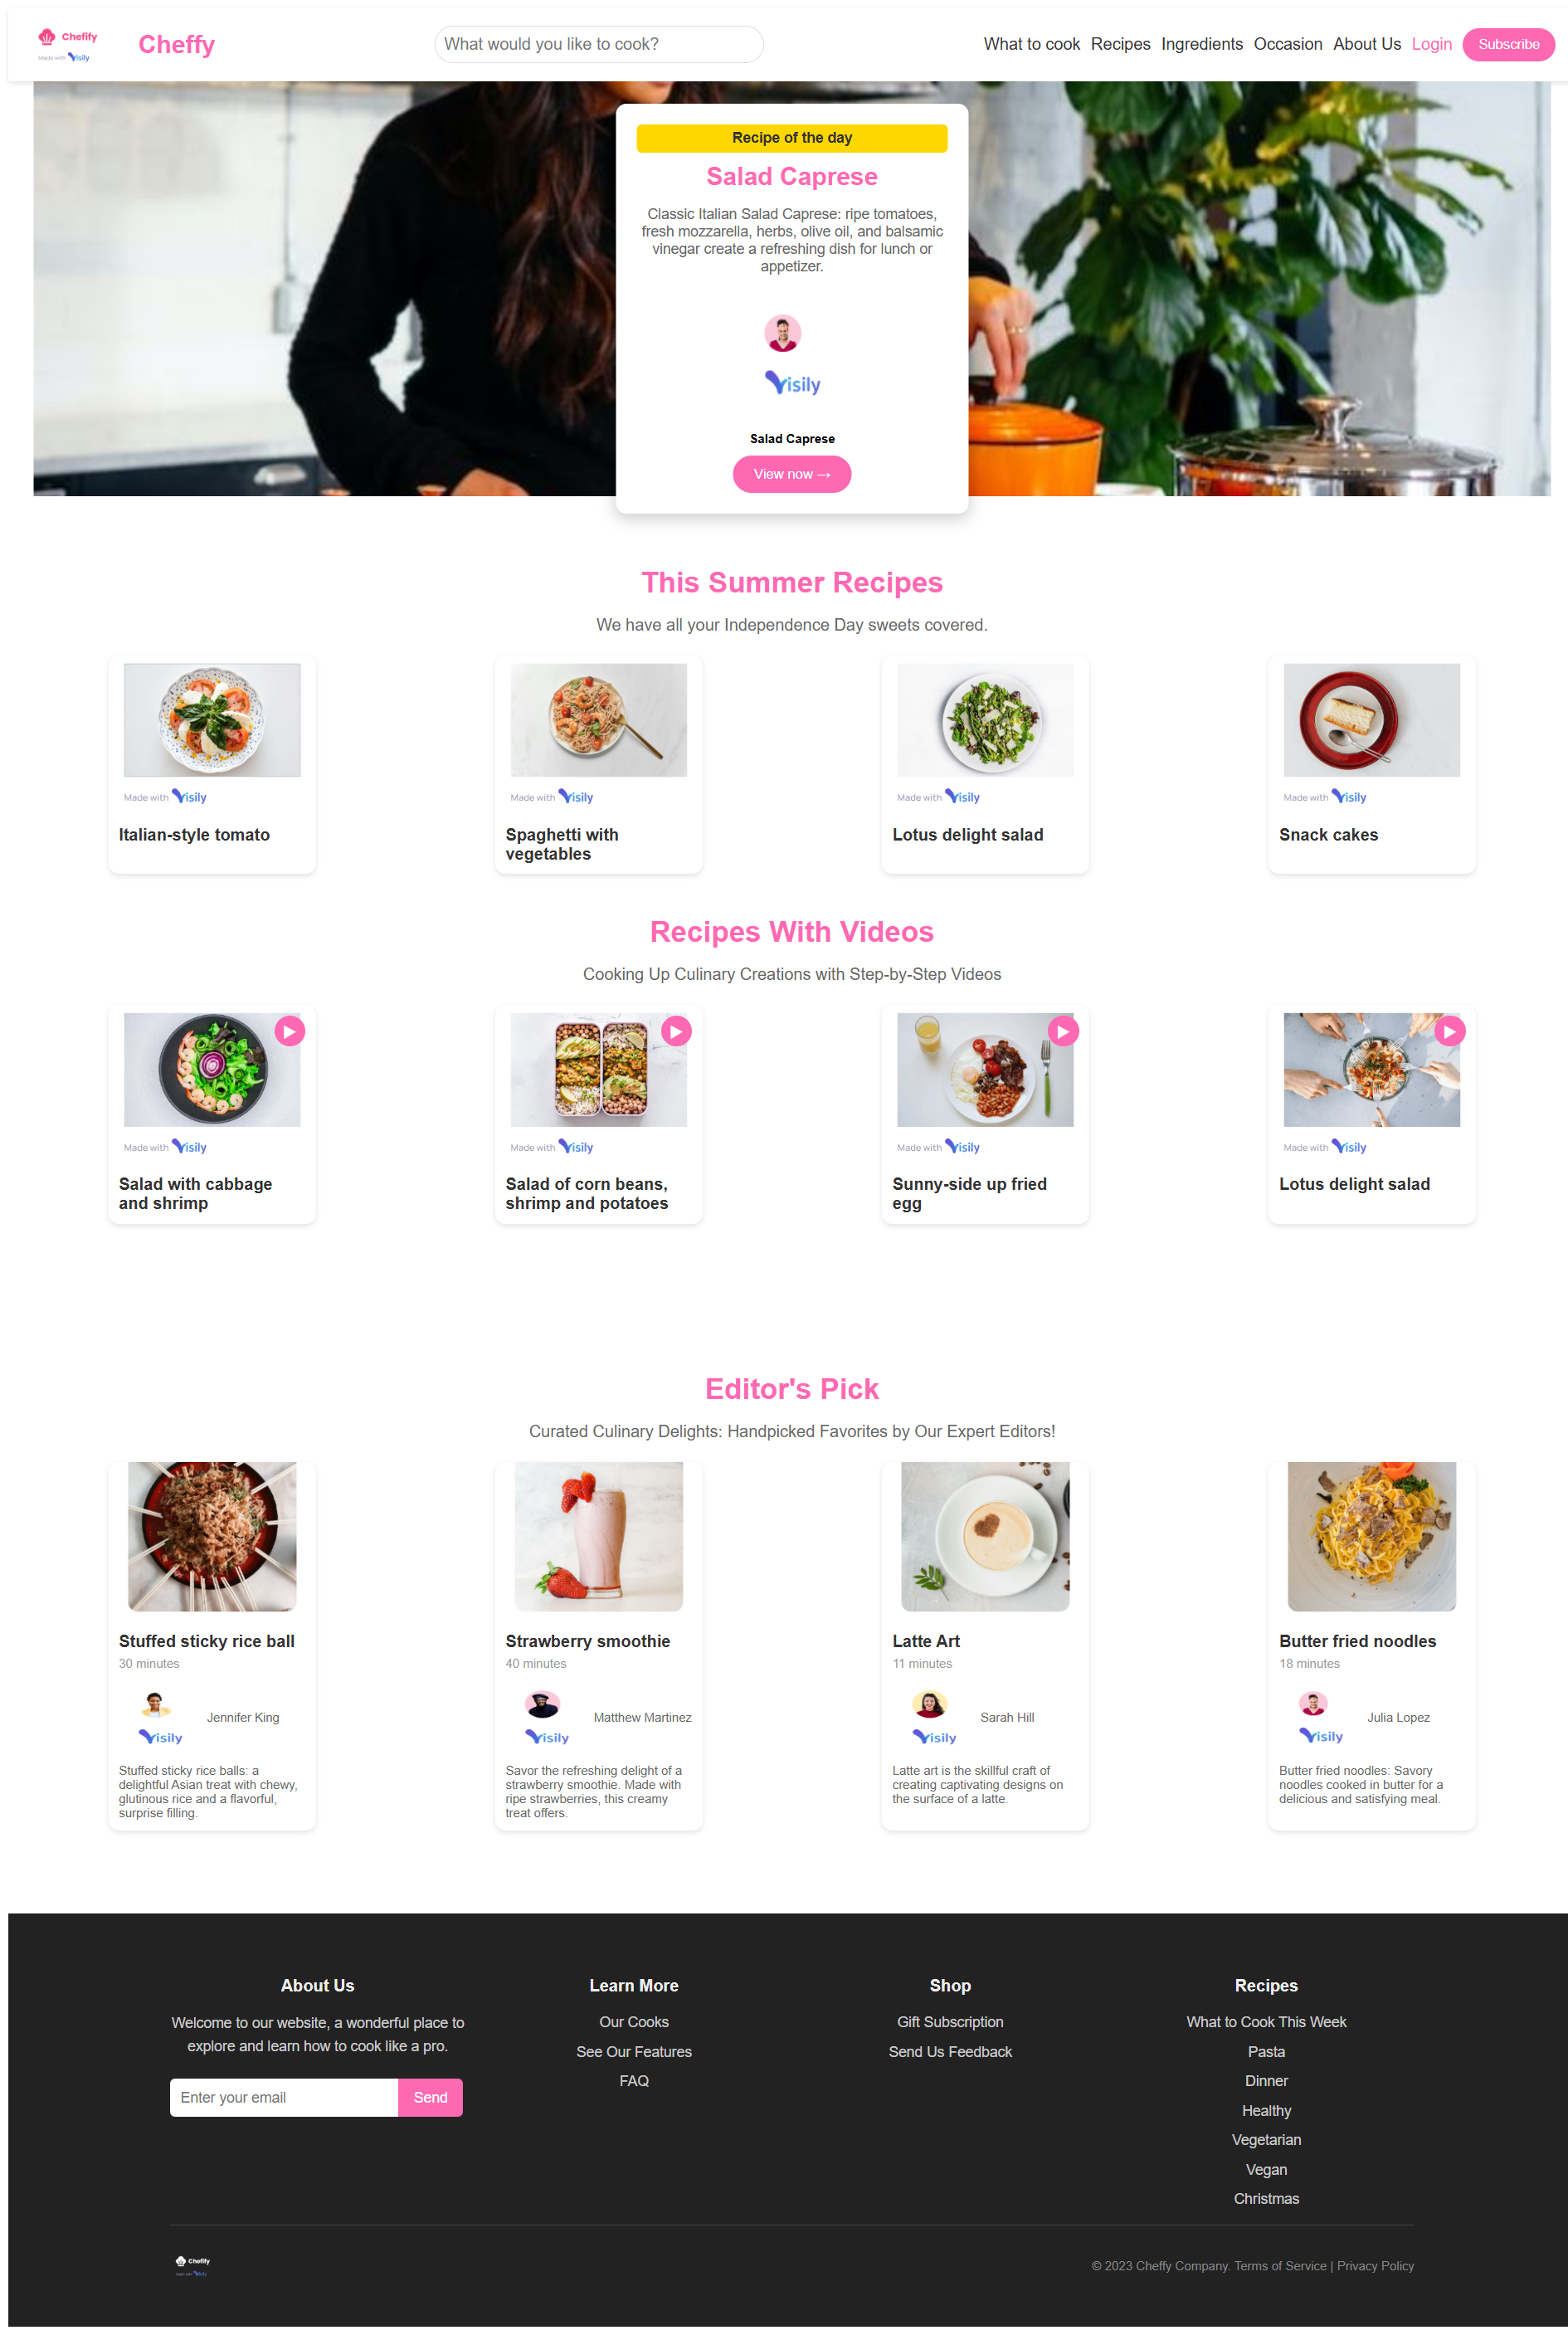 Chefify
Made with Visily
Cheffy
What would you like to cook?
What to cook Recipes Ingredients Occasion About Us Login Subscribe
Recipe of the day
Salad Caprese
Classic Italian Salad Caprese: ripe tomatoes,
fresh mozzarella, herbs, olive oil, and balsamic
vinegar create a refreshing dish for lunch or
appetizer.
Visily
Salad Caprese
View now →
This Summer Recipes
We have all your Independence Day sweets covered.
Made with Visily
Italian-style tomato
Made with Visily
Spaghetti with
vegetables
Made with Visily
Lotus delight salad
Made with Visily
Snack cakes
Recipes With Videos
Cooking Up Culinary Creations with Step-by-Step Videos
Made with Visily
Salad with cabbage
and shrimp
Made with Visily
Salad of corn beans,
shrimp and potatoes
Made with Visily
Sunny-side up fried
egg
Made with Visily
Lotus delight salad
Editor's Pick
Curated Culinary Delights: Handpicked Favorites by Our Expert Editors!
Stuffed sticky rice ball
30 minutes
Visily
Jennifer King
Stuffed sticky rice balls: a
delightful Asian treat with chewy,
glutinous rice and a flavorful,
surprise filling.
Strawberry smoothie
40 minutes
Visily
Matthew Martinez
Savor the refreshing delight of a
strawberry smoothie. Made with
ripe strawberries, this creamy
treat offers.
Latte Art
11 minutes
Visily
Sarah Hill
Latte art is the skillful craft of
creating captivating designs on
the surface of a latte.
Butter fried noodles
18 minutes
Visily
Julia Lopez
Butter fried noodles: Savory
noodles cooked in butter for a
delicious and satisfying meal.
About Us
Welcome to our website, a wonderful place to
explore and learn how to cook like a pro.
Enter your email Send
Learn More
Our Cooks
See Our Features
FAQ
Shop
Gift Subscription
Send Us Feedback
Recipes
What to Cook This Week
Pasta
Dinner
Healthy
Vegetarian
Vegan
Christmas
Chefify
Made with Visily
© 2023 Cheffy Company. Terms of Service | Privacy Policy